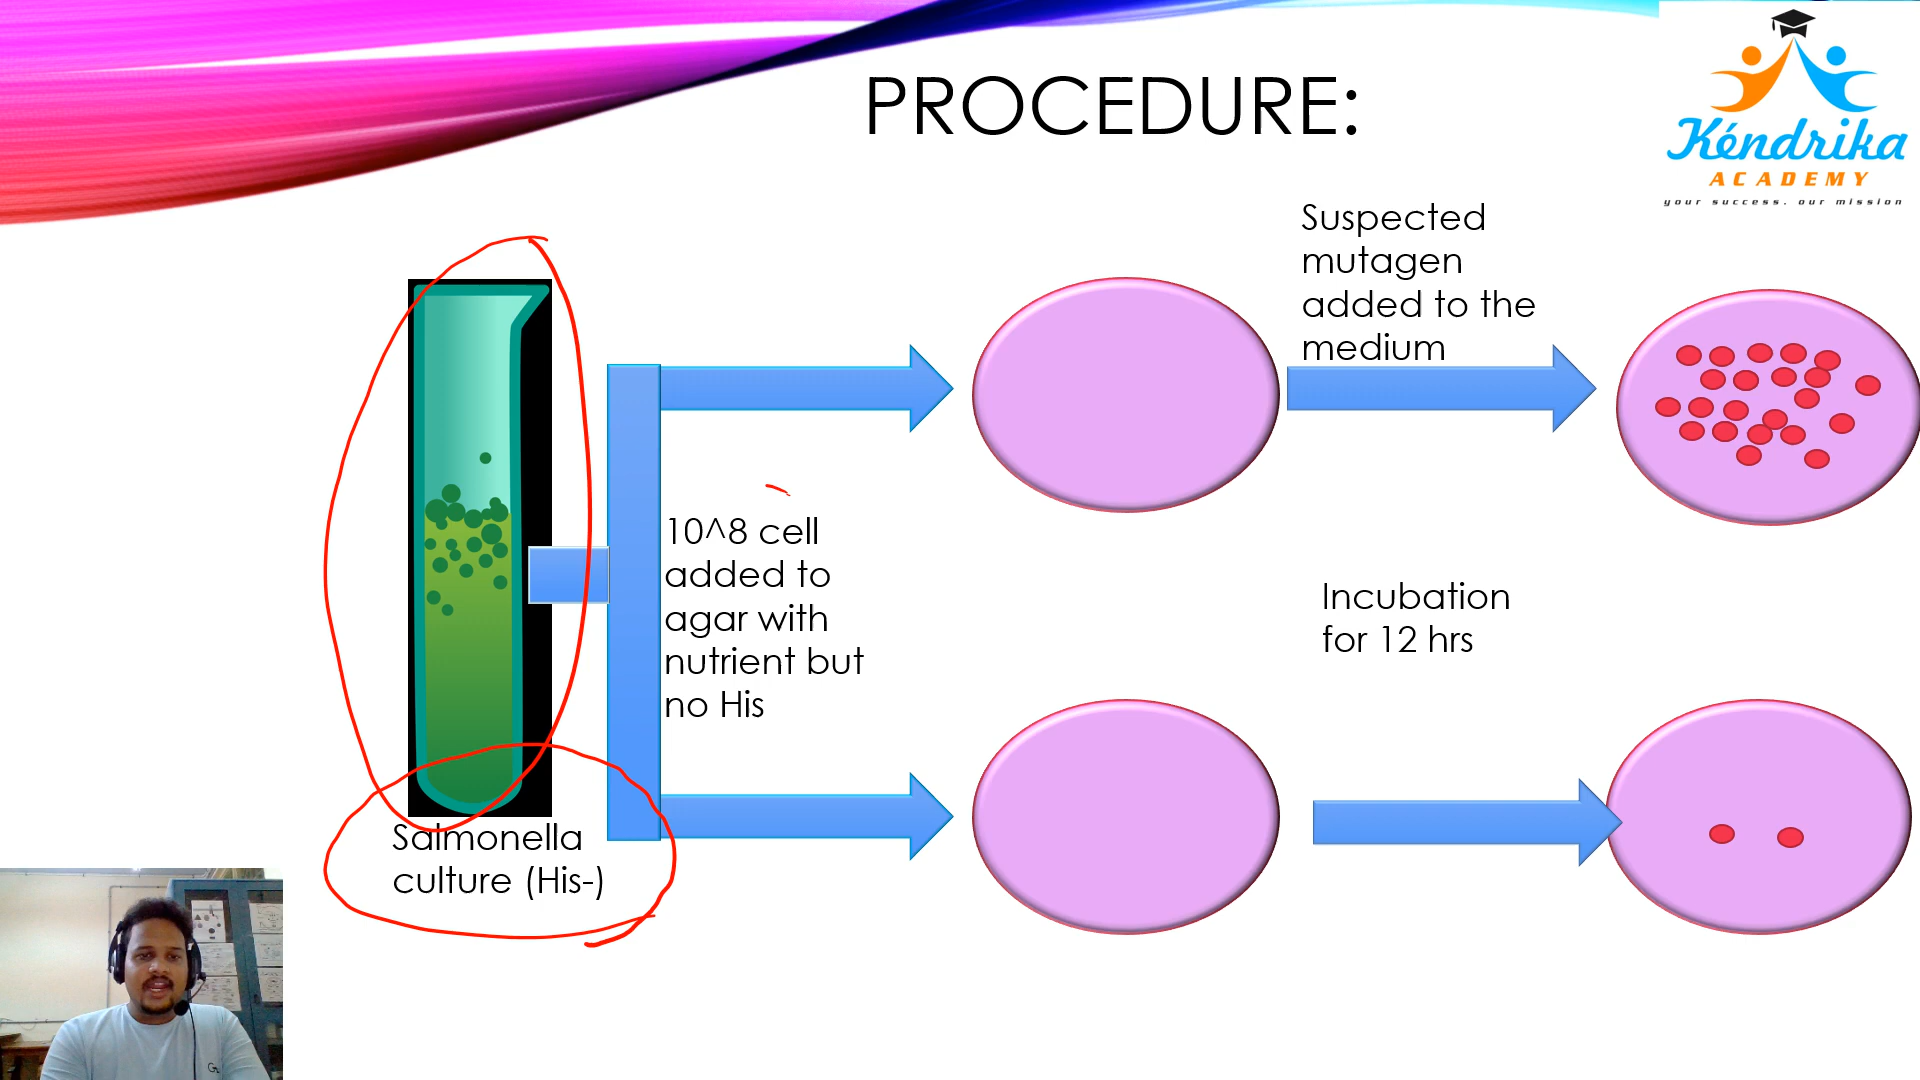 PROCEDURE:
Kéndrika
ACADEMY
your success. our mission
Suspected
mutagen
added to the
medium
10^8 cell
added to
agar with
nutrient but
no His
Incubation
for 12 hrs
Salmonella
culture (His-)